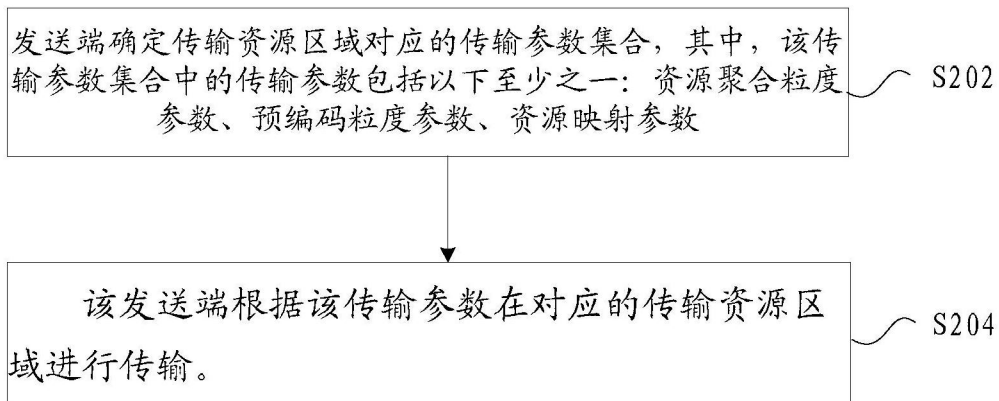 发送端确定传输资源区域对应的传输参数集合，其中，该传
输参数集合中的传输参数包括以下至少之一：资源聚合粒度
参数、预编码粒度参数、资源映射参数
S202
该发送端根据该传输参数在对应的传输资源区
域进行传输。
S204